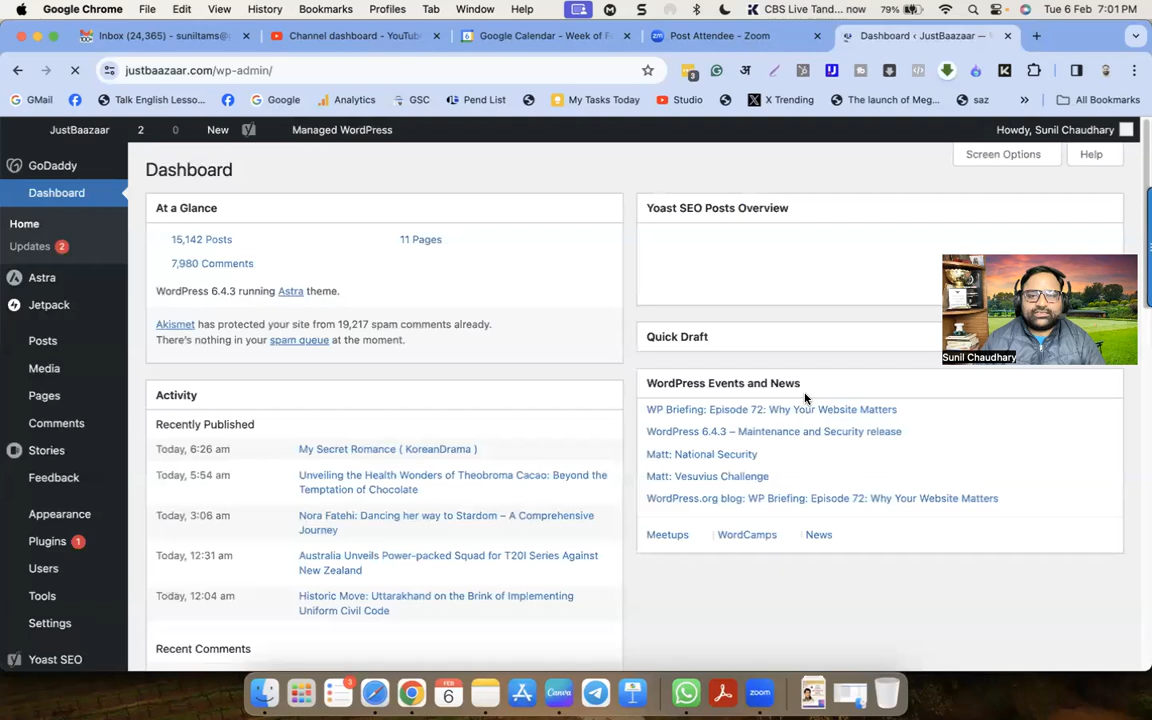 Google Chrome File Edit View History Bookmarks Profiles Tab Window Help CBS Live Tand... now 79% Tue 6 Feb 7:01 PM
Inbox (24,365) - suniltams@ Channel dashboard - YouTube Google Calendar - Week of F Post Attendee - Zoom Dashboard ‹ JustBaazaar —
justbaazaar.com/wp-admin/
3
अ
GMail Talk English Lesso... Google Analytics GSC Pend List My Tasks Today Studio X Trending The launch of Meg... saz » All Bookmarks
JustBaazaar 2 0 New Managed WordPress Howdy, Sunil Chaudhary
Screen Options Help
GoDaddy
Dashboard
Home
Updates 2
Astra
Jetpack
Posts
Media
Pages
Comments
Stories
Feedback
Appearance
Plugins 1
Users
Tools
Settings
Yoast SEO
Dashboard
At a Glance
15,142 Posts 11 Pages
7,980 Comments
WordPress 6.4.3 running Astra theme.
Akismet has protected your site from 19,217 spam comments already.
There's nothing in your spam queue at the moment.
Activity
Recently Published
Today, 6:26 am My Secret Romance ( KoreanDrama )
Today, 5:54 am Unveiling the Health Wonders of Theobroma Cacao: Beyond the
Temptation of Chocolate
Today, 3:06 am Nora Fatehi: Dancing her way to Stardom – A Comprehensive
Journey
Today, 12:31 am Australia Unveils Power-packed Squad for T20I Series Against
New Zealand
Today, 12:04 am Historic Move: Uttarakhand on the Brink of Implementing
Uniform Civil Code
Recent Comments
Yoast SEO Posts Overview
Sunil Chaudhary
Quick Draft
WordPress Events and News
WP Briefing: Episode 72: Why Your Website Matters
WordPress 6.4.3 – Maintenance and Security release
Matt: National Security
Matt: Vesuvius Challenge
WordPress.org blog: WP Briefing: Episode 72: Why Your Website Matters
Meetups WordCamps News
3
FEB
6
Canva
zoom